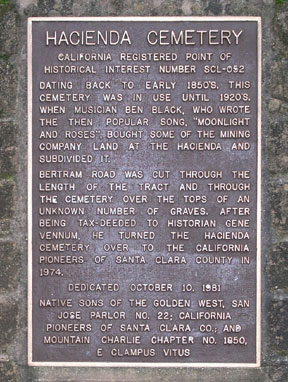 HACIENDA CEMETERY
CALIFORNIA REGISTERED POINT OF
HISTORICAL INTEREST NUMBER SCL-052
DATING BACK TO EARLY 1850'S, THIS
CEMETERY WAS IN USE UNTIL 1920'S,
WHEN MUSICIAN BEN BLACK, WHO WROTE
THE THEN POPULAR SONG, "MOONLIGHT
AND ROSES", BOUGHT SOME OF THE MINING
COMPANY LAND AT THE HACIENDA AND
SUBDIVIDED IT.
BERTRAM ROAD WAS CUT THROUGH THE
LENGTH OF THE TRACT AND THROUGH
THE CEMETERY OVER THE TOPS OF AN
UNKNOWN NUMBER OF GRAVES. AFTER
BEING TAX-DEEDED TO HISTORIAN GENE
VENNUM, HE TURNED THE HACIENDA
CEMETERY OVER TO THE CALIFORNIA
PIONEERS OF SANTA CLARA COUNTY IN
1974.
DEDICATED OCTOBER 10, 1981
NATIVE SONS OF THE GOLDEN WEST, SAN
JOSE PARLOR NO. 22; CALIFORNIA
PIONEERS OF SANTA CLARA CO.; AND
MOUNTAIN CHARLIE CHAPTER NO. 1850,
E CLAMPUS VITUS